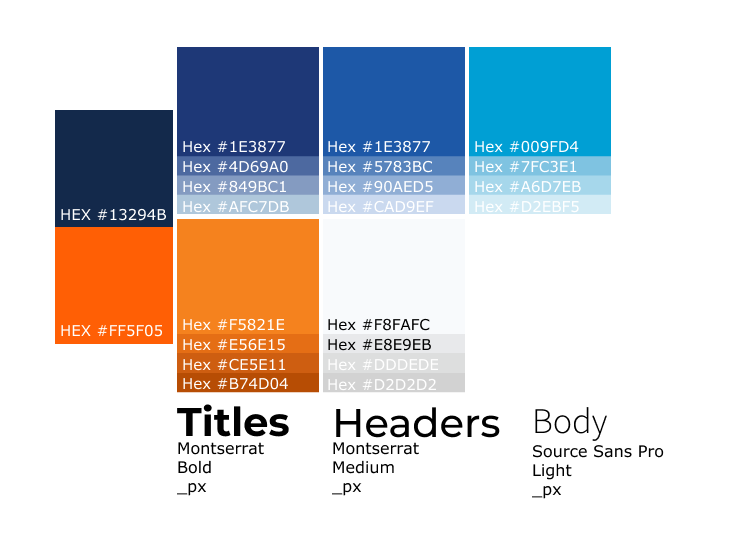 HEX #13294B
HEX #FF5F05
Hex #1E3877
Hex #4D69A0
Hex #849BC1
Hex #AFC7DB
Hex #1E3877
Hex #5783BC
Hex #90AED5
Hex #CAD9EF
Hex #009FD4
Hex #7FC3E1
Hex #A6D7EB
Hex #D2EBF5
Hex #F5821E
Hex #E56E15
Hex #CE5E11
Hex #B74D04
Hex #F8FAFC
Hex #E8E9EB
Hex #DDDEDE
Hex #D2D2D2
Titles
Montserrat
Bold
_px
Headers
Montserrat
Medium
_px
Body
Source Sans Pro
Light
_px